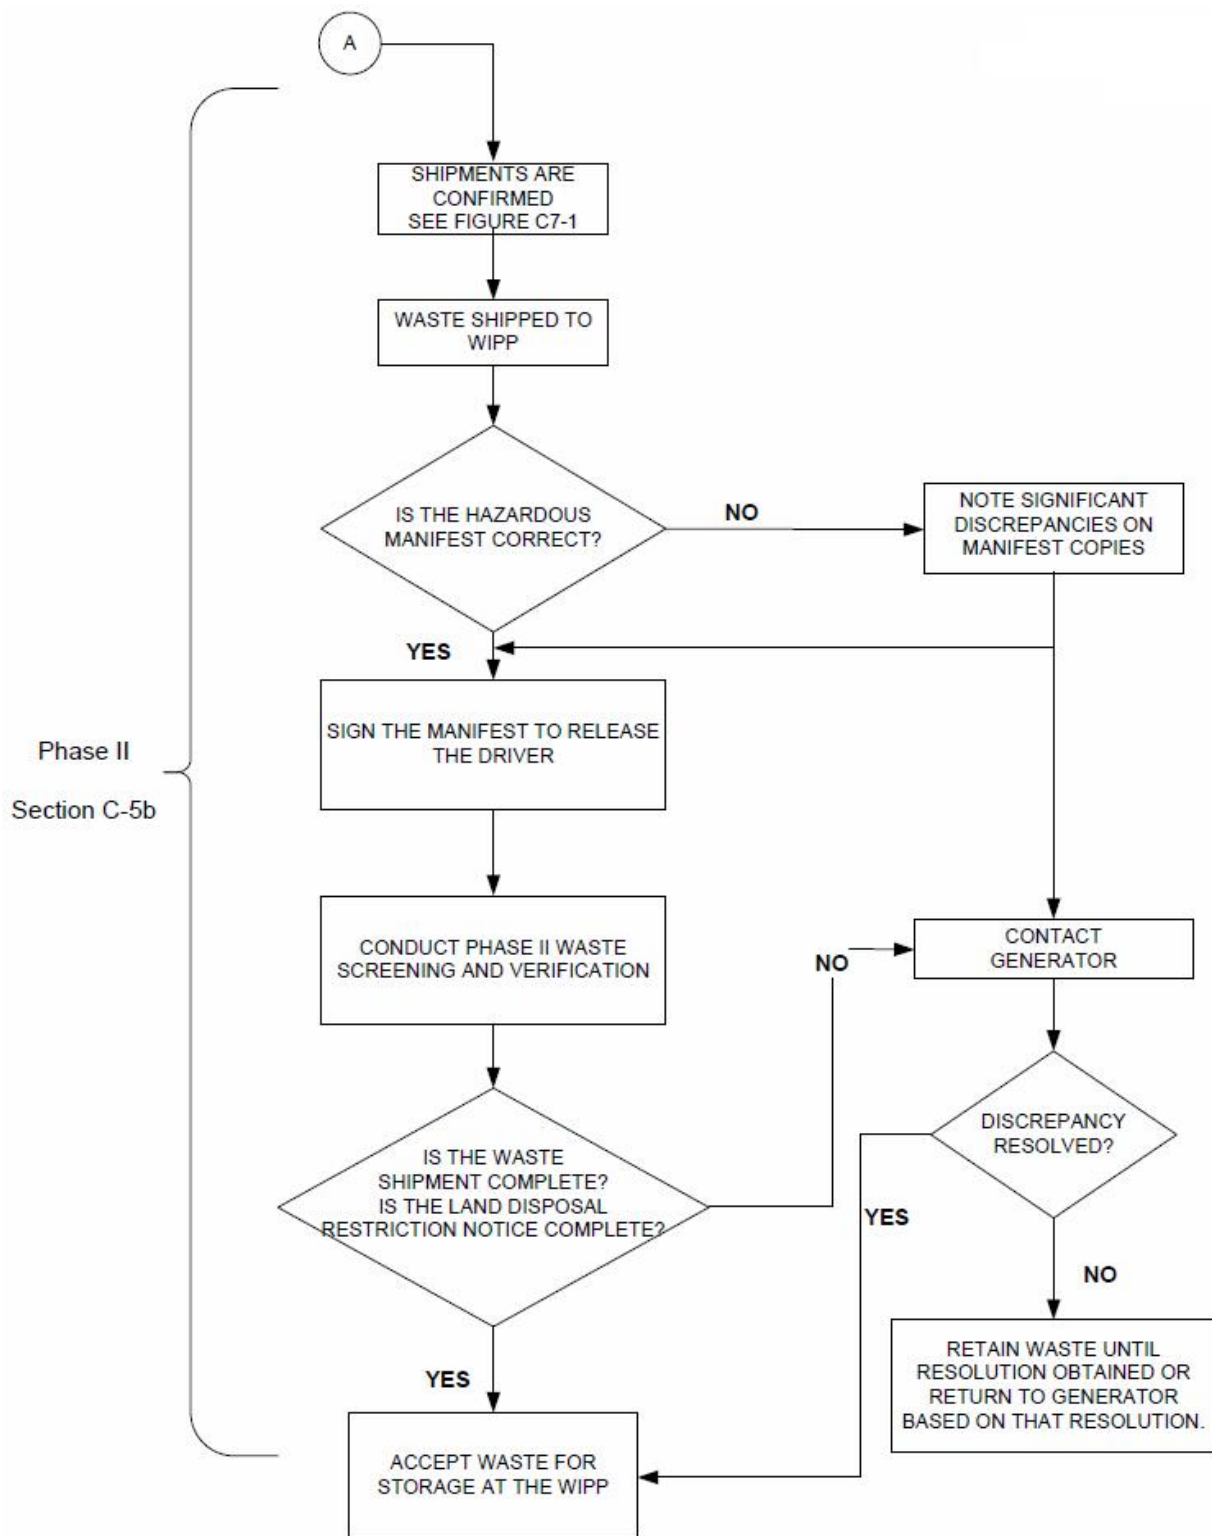 A
SHIPMENTS ARE
CONFIRMED
SEE FIGURE C7-1
WASTE SHIPPED TO
WIPP
IS THE HAZARDOUS
MANIFEST CORRECT?
NO
NOTE SIGNIFICANT
DISCREPANCIES ON
MANIFEST COPIES
YES
SIGN THE MANIFEST TO RELEASE
THE DRIVER
Phase II
Section C-5b
CONDUCT PHASE II WASTE
SCREENING AND VERIFICATION
NO
CONTACT
GENERATOR
IS THE WASTE
SHIPMENT COMPLETE?
IS THE LAND DISPOSAL
RESTRICTION NOTICE COMPLETE?
DISCREPANCY
RESOLVED?
YES
NO
YES
RETAIN WASTE UNTIL
RESOLUTION OBTAINED OR
RETURN TO GENERATOR
BASED ON THAT RESOLUTION.
ACCEPT WASTE FOR
STORAGE AT THE WIPP